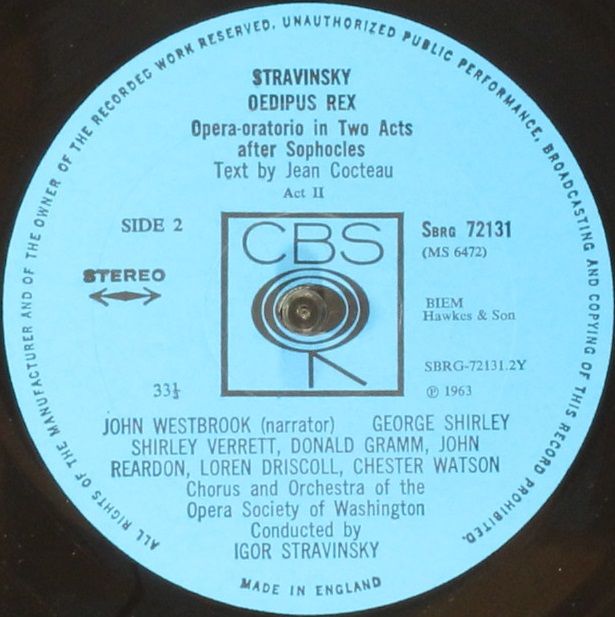 ALL RIGHTS OF THE MANUFACTURER AND OF THE OWNER OF THE RECORDED WORK RESERVED. UNAUTHORIZED PUBLIC PERFORMANCE, BROADCASTING AND COPYING OF THIS RECORD PROHIBITED.
STRAVINSKY
OEDIPUS REX
Opera-oratorio in Two Acts
after Sophocles
Text by Jean Cocteau
Act II
SIDE 2
STEREO
33⅓
CBS
SBRG 72131
(MS 6472)
BIEM
Hawkes & Son
SBRG-72131.2Y
℗ 1963
JOHN WESTBROOK (narrator) GEORGE SHIRLEY
SHIRLEY VERRETT, DONALD GRAMM, JOHN
REARDON, LOREN DRISCOLL, CHESTER WATSON
Chorus and Orchestra of the
Opera Society of Washington
Conducted by
IGOR STRAVINSKY
MADE IN ENGLAND